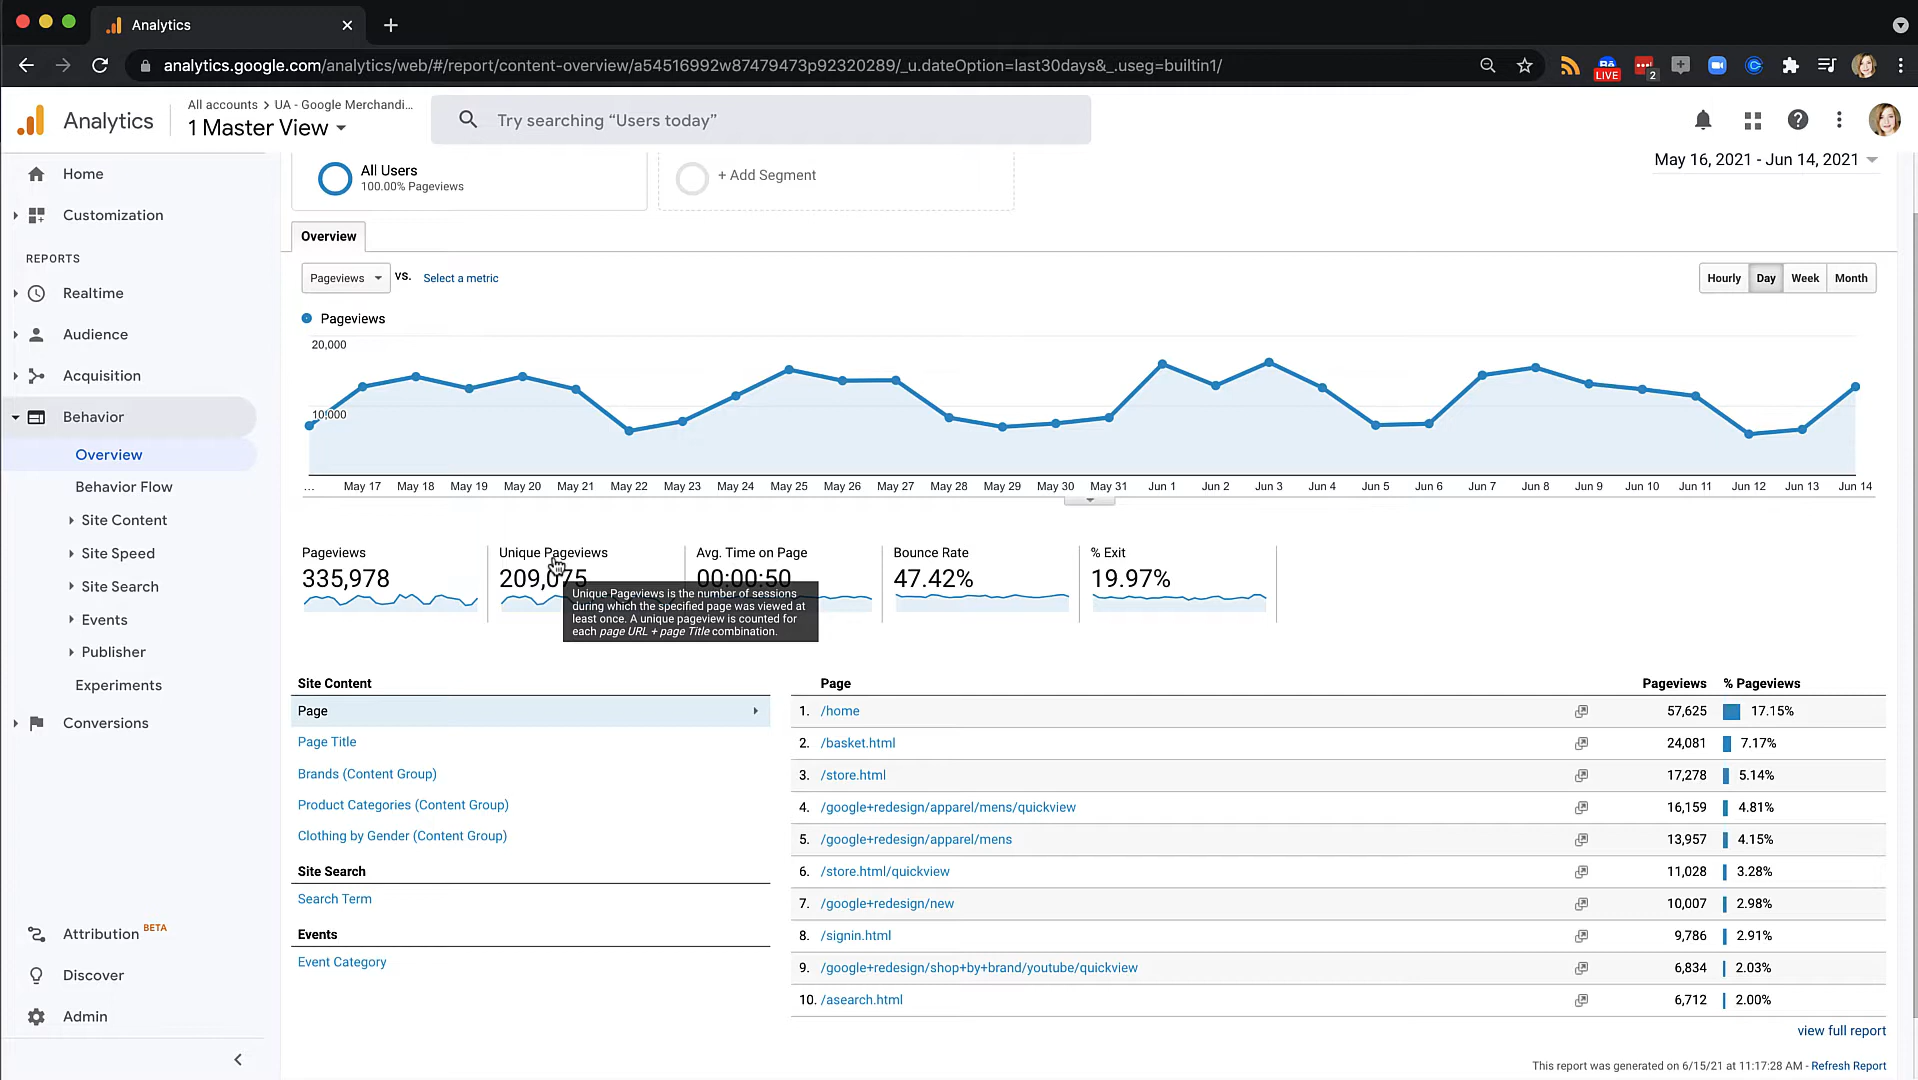 Analytics
analytics.google.com/analytics/web/#/report/content-overview/a54516992w87479473p92320289/_u.dateOption=last30days&_.useg=builtin1/
LIVE
2
Analytics
All accounts > UA - Google Merchandi...
1 Master View
Try searching “Users today”
Home
Customization
REPORTS
Realtime
Audience
Acquisition
Behavior
Overview
Behavior Flow
Site Content
Site Speed
Site Search
Events
Publisher
Experiments
Conversions
Attribution BETA
Discover
Admin
All Users
100.00% Pageviews
+ Add Segment
May 16, 2021 - Jun 14, 2021
Overview
Pageviews VS. Select a metric
Hourly Day Week Month
Pageviews
20,000
10,000
... May 17 May 18 May 19 May 20 May 21 May 22 May 23 May 24 May 25 May 26 May 27 May 28 May 29 May 30 May 31 Jun 1 Jun 2 Jun 3 Jun 4 Jun 5 Jun 6 Jun 7 Jun 8 Jun 9 Jun 10 Jun 11 Jun 12 Jun 13 Jun 14
Pageviews
335,978
Unique Pageviews
209,075
Avg. Time on Page
00:00:50
Bounce Rate
47.42%
% Exit
19.97%
Unique Pageviews is the number of sessions
during which the specified page was viewed at
least once. A unique pageview is counted for
each page URL + page Title combination.
Site Content
Page
Page Title
Brands (Content Group)
Product Categories (Content Group)
Clothing by Gender (Content Group)
Site Search
Search Term
Events
Event Category
Page Pageviews % Pageviews
1. /home 57,625 17.15%
2. /basket.html 24,081 7.17%
3. /store.html 17,278 5.14%
4. /google+redesign/apparel/mens/quickview 16,159 4.81%
5. /google+redesign/apparel/mens 13,957 4.15%
6. /store.html/quickview 11,028 3.28%
7. /google+redesign/new 10,007 2.98%
8. /signin.html 9,786 2.91%
9. /google+redesign/shop+by+brand/youtube/quickview 6,834 2.03%
10. /asearch.html 6,712 2.00%
view full report
This report was generated on 6/15/21 at 11:17:28 AM - Refresh Report